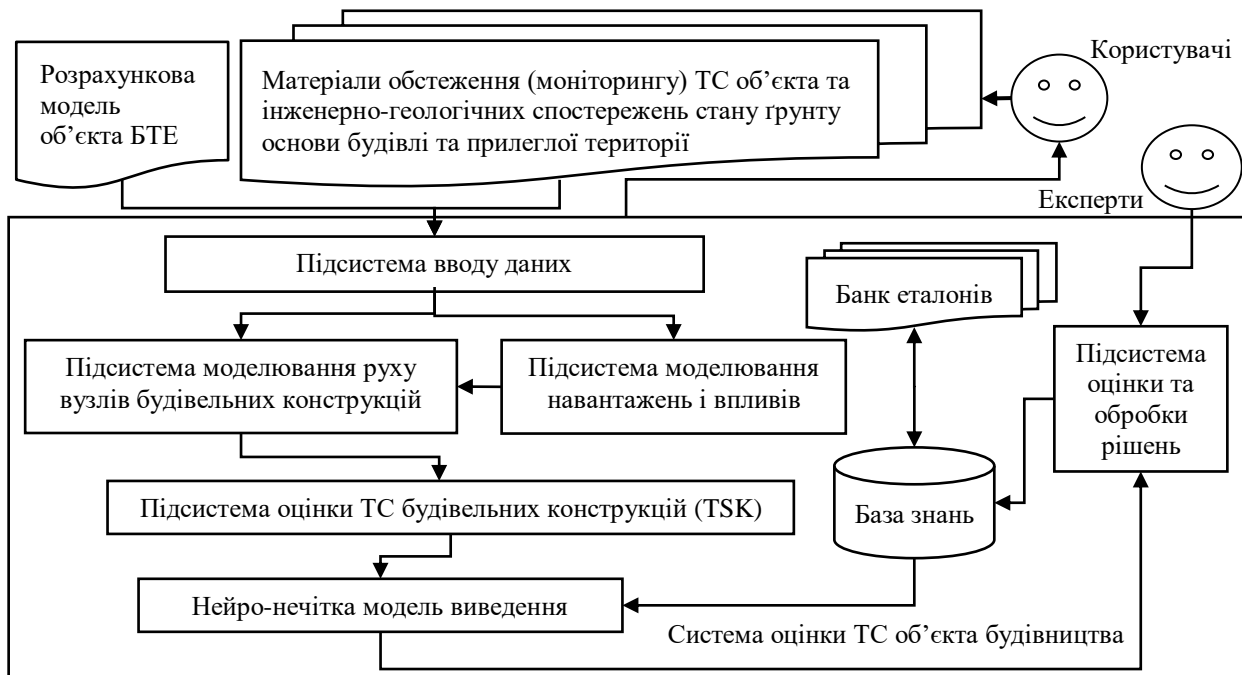 Розрахункова
модель
об’єкта БТЕ
Матеріали обстеження (моніторингу) ТС об’єкта та
інженерно-геологічних спостережень стану ґрунту
основи будівлі та прилеглої території
Користувачі
Експерти
Підсистема вводу даних
Банк еталонів
Підсистема моделювання руху
вузлів будівельних конструкцій
Підсистема моделювання
навантажень і впливів
Підсистема
оцінки та
обробки
рішень
Підсистема оцінки ТС будівельних конструкцій (TSK)
База знань
Нейро-нечітка модель виведення
Система оцінки ТС об’єкта будівництва